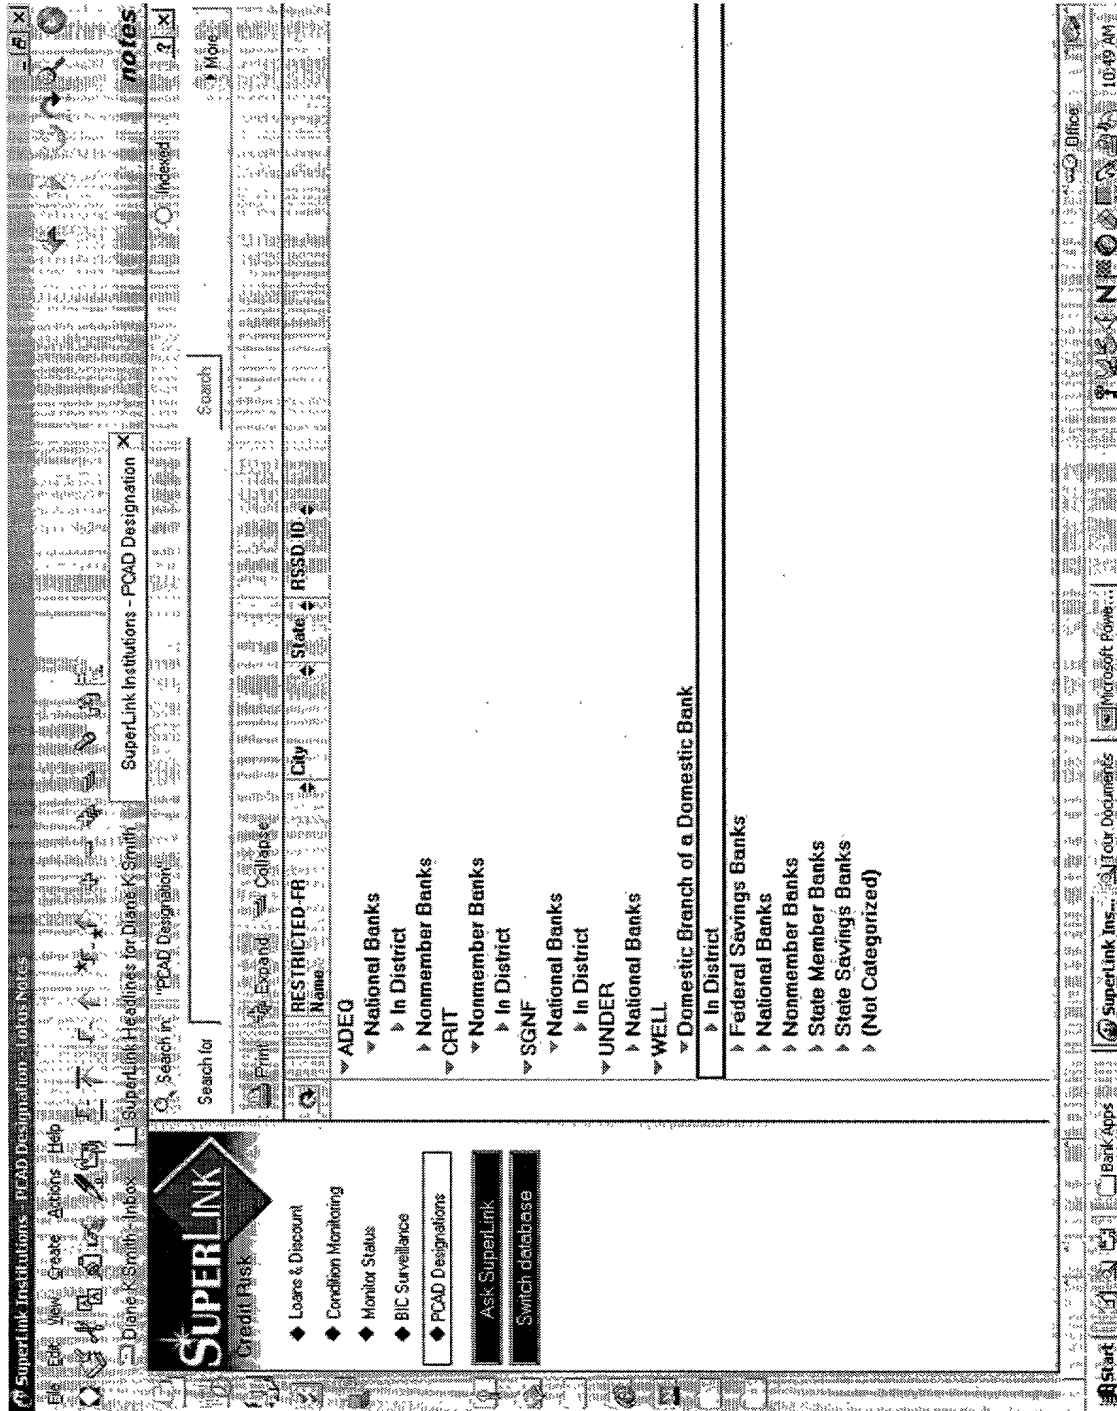 SuperLink Institutions - PCAD Designation - Lotus Notes
File Edit View Create Actions Help
Diane K Smith - Inbox
SuperLink Headlines for Diane K Smith
SuperLink Institutions - PCAD Designation
notes
SUPERLINK
Credit Risk
Loans & Discount
Condition Monitoring
Monitor Status
BIC Surveillance
PCAD Designations
Ask SuperLink
Switch database
Search in "PCAD Designation"
Indexed
Search for
Search
More
Print Expand Collapse
RESTRICTED-FR
Name City State RSSD ID
ADEQ
National Banks
In District
Nonmember Banks
CRIT
Nonmember Banks
In District
SGNF
National Banks
In District
UNDER
National Banks
WELL
Domestic Branch of a Domestic Bank
In District
Federal Savings Banks
National Banks
Nonmember Banks
State Member Banks
State Savings Banks
(Not Categorized)
Office
Start
Bank Apps
SuperLink Ins...
Tour Documents
Microsoft Powe...
10:49 AM